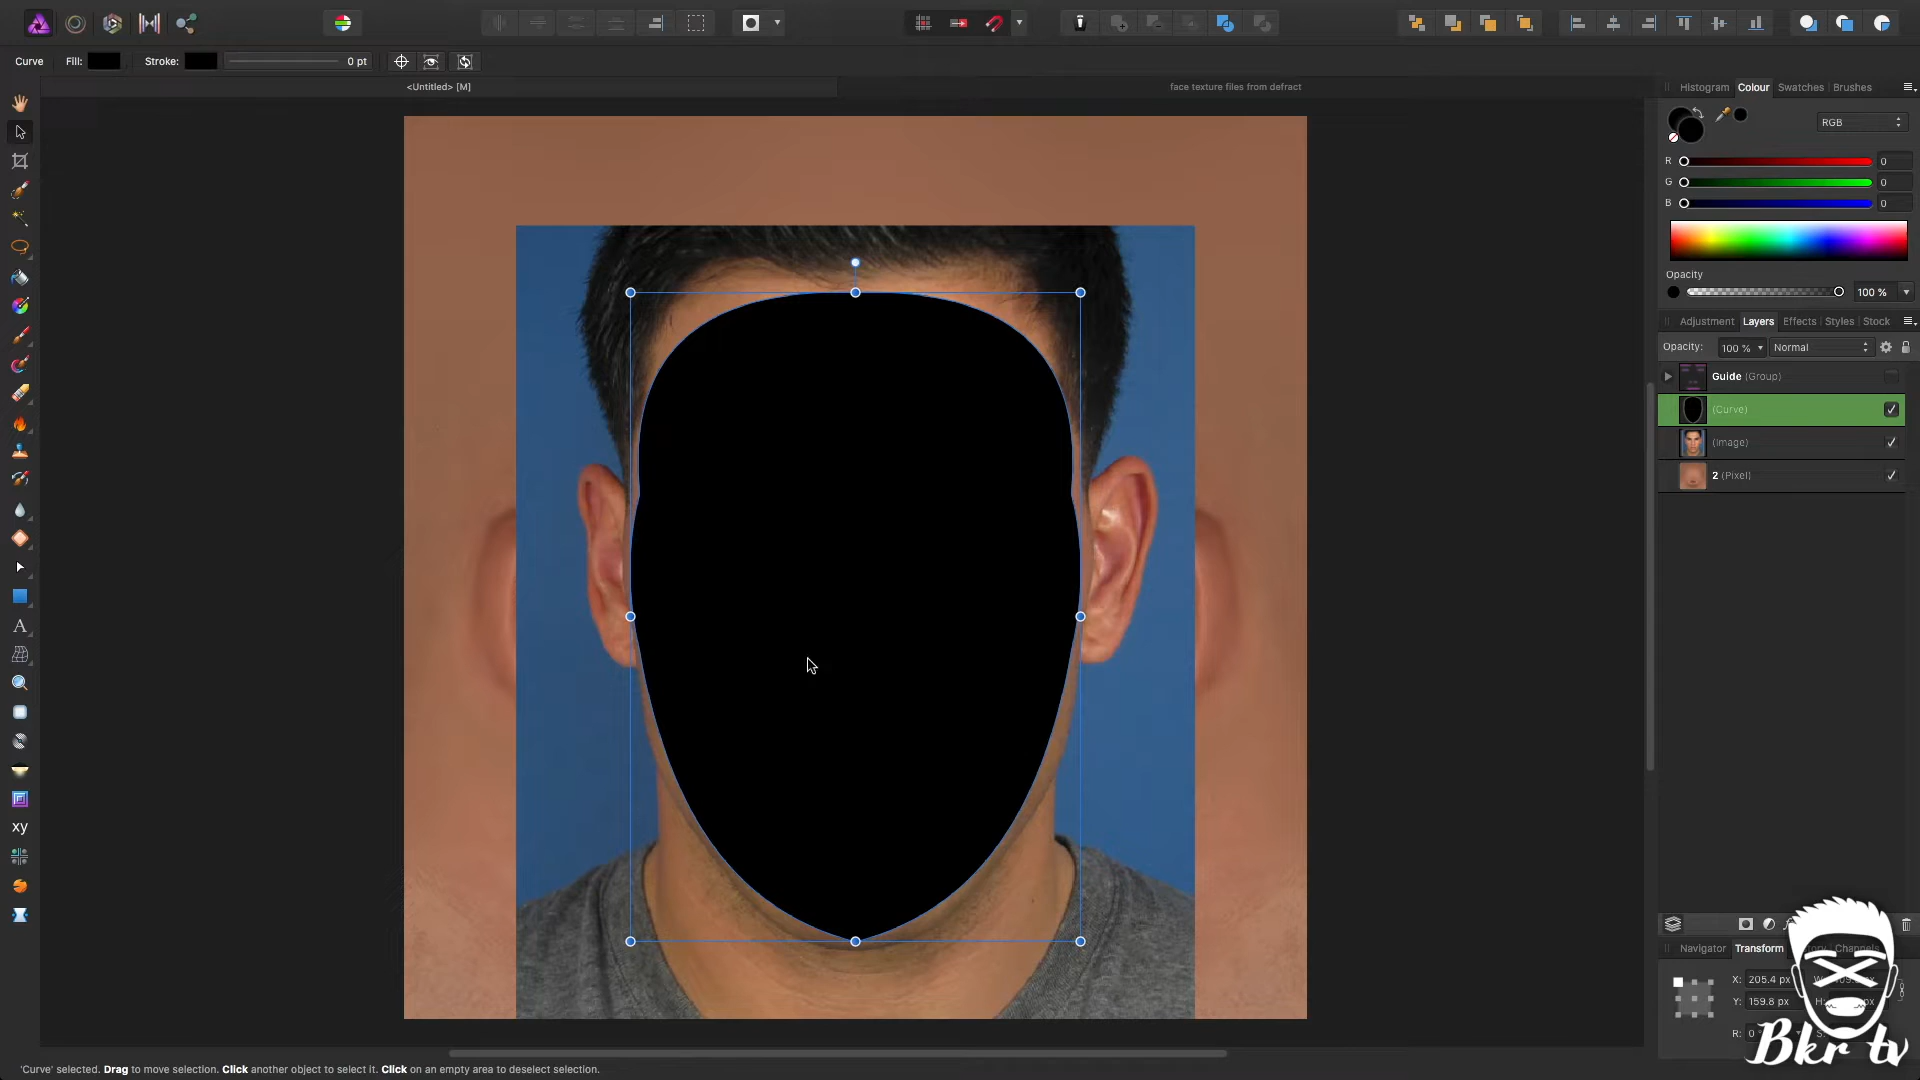 Curve Fill: Stroke: 0 pt
<Untitled> [M]
face texture files from defract
Histogram Colour Swatches Brushes
RGB
R 0
G 0
B 0
Opacity
100 %
Adjustment Layers Effects Styles Stock
Opacity: 100 % Normal
Guide (Group)
(Curve)
(Image)
2 (Pixel)
A
xy
Navigator Transform Channels
X: 205.4 px
Y: 159.8 px
R: 0
Bkr tv
'Curve' selected. Drag to move selection. Click another object to select it. Click on an empty area to deselect selection.